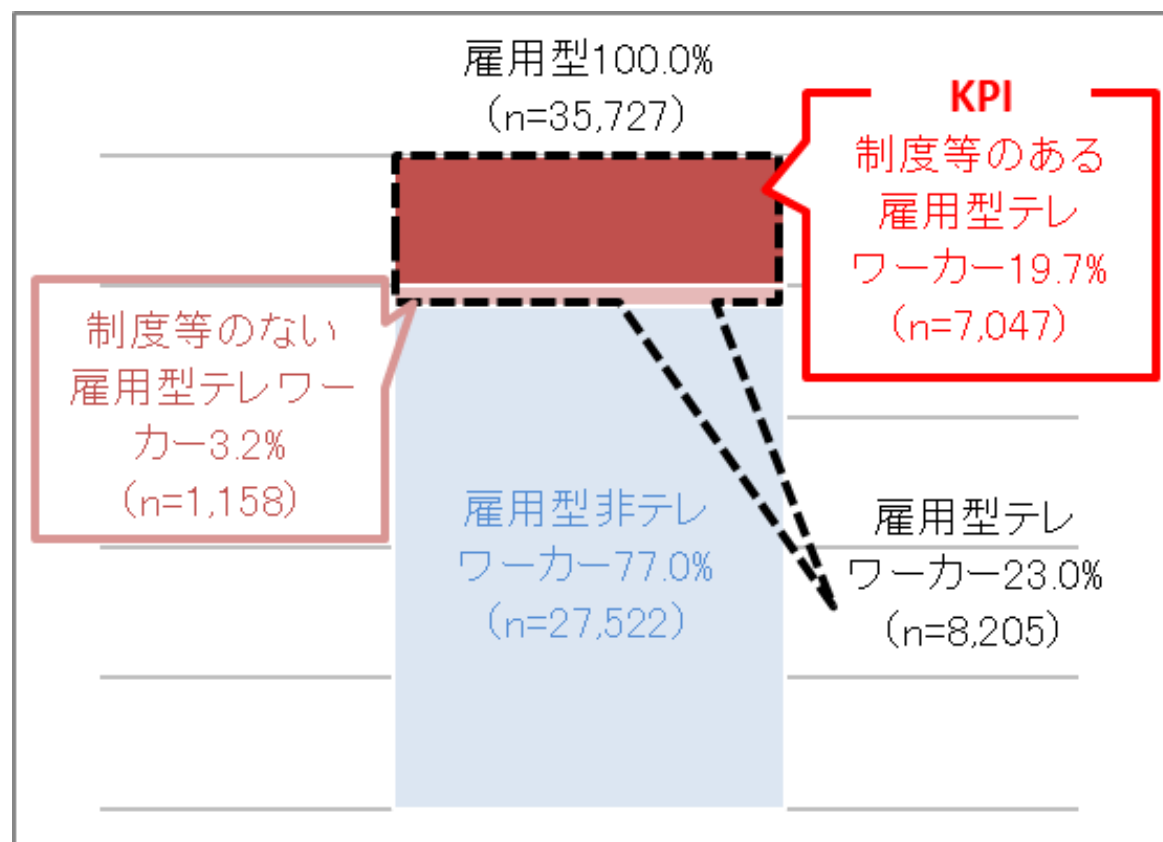 雇用型100.0%
(n=35,727)
KPI
制度等のある
雇用型テレ
ワーカー19.7%
(n=7,047)
制度等のない
雇用型テレワー
カー3.2%
(n=1,158)
雇用型非テレ
ワーカー77.0%
(n=27,522)
雇用型テレ
ワーカー23.0%
(n=8,205)